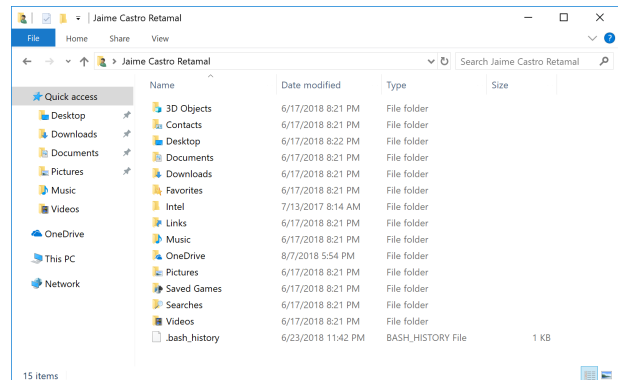 Jaime Castro Retamal
File Home Share View
Jaime Castro Retamal Search Jaime Castro Retamal
Name Date modified Type Size
Quick access
Desktop
Downloads
Documents
Pictures
Music
Videos
OneDrive
This PC
Network
3D Objects 6/17/2018 8:21 PM File folder
Contacts 6/17/2018 8:21 PM File folder
Desktop 6/17/2018 8:22 PM File folder
Documents 6/17/2018 8:21 PM File folder
Downloads 6/17/2018 8:21 PM File folder
Favorites 6/17/2018 8:21 PM File folder
Intel 7/13/2017 8:14 AM File folder
Links 6/17/2018 8:21 PM File folder
Music 6/17/2018 8:21 PM File folder
OneDrive 8/7/2018 5:54 PM File folder
Pictures 6/17/2018 8:21 PM File folder
Saved Games 6/17/2018 8:21 PM File folder
Searches 6/17/2018 8:21 PM File folder
Videos 6/17/2018 8:21 PM File folder
.bash_history 6/23/2018 11:42 PM BASH_HISTORY File 1 KB
15 items